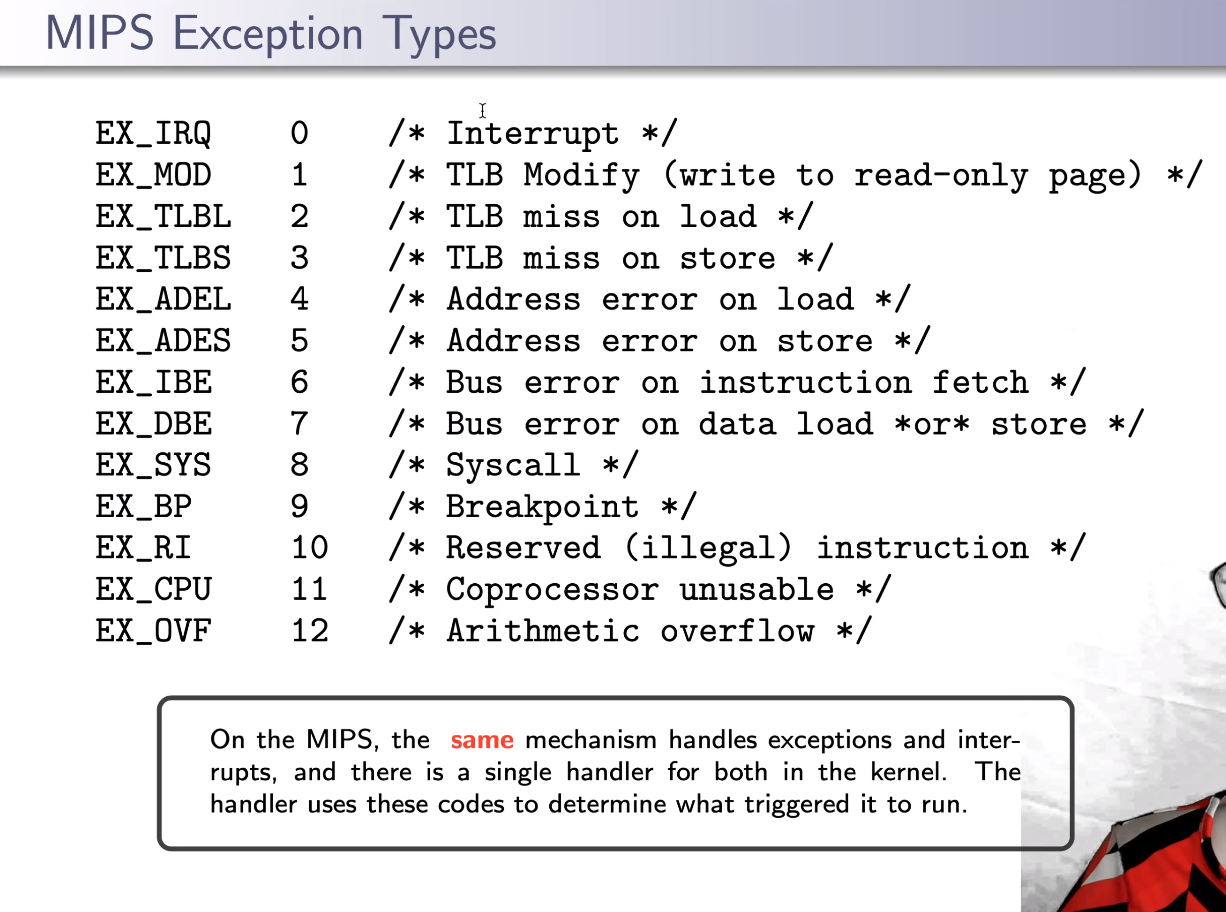 MIPS Exception Types
EX_IRQ 0 /* Interrupt */
EX_MOD 1 /* TLB Modify (write to read-only page) */
EX_TLBL 2 /* TLB miss on load */
EX_TLBS 3 /* TLB miss on store */
EX_ADEL 4 /* Address error on load */
EX_ADES 5 /* Address error on store */
EX_IBE 6 /* Bus error on instruction fetch */
EX_DBE 7 /* Bus error on data load *or* store */
EX_SYS 8 /* Syscall */
EX_BP 9 /* Breakpoint */
EX_RI 10 /* Reserved (illegal) instruction */
EX_CPU 11 /* Coprocessor unusable */
EX_OVF 12 /* Arithmetic overflow */
On the MIPS, the same mechanism handles exceptions and inter-
rupts, and there is a single handler for both in the kernel. The
handler uses these codes to determine what triggered it to run.